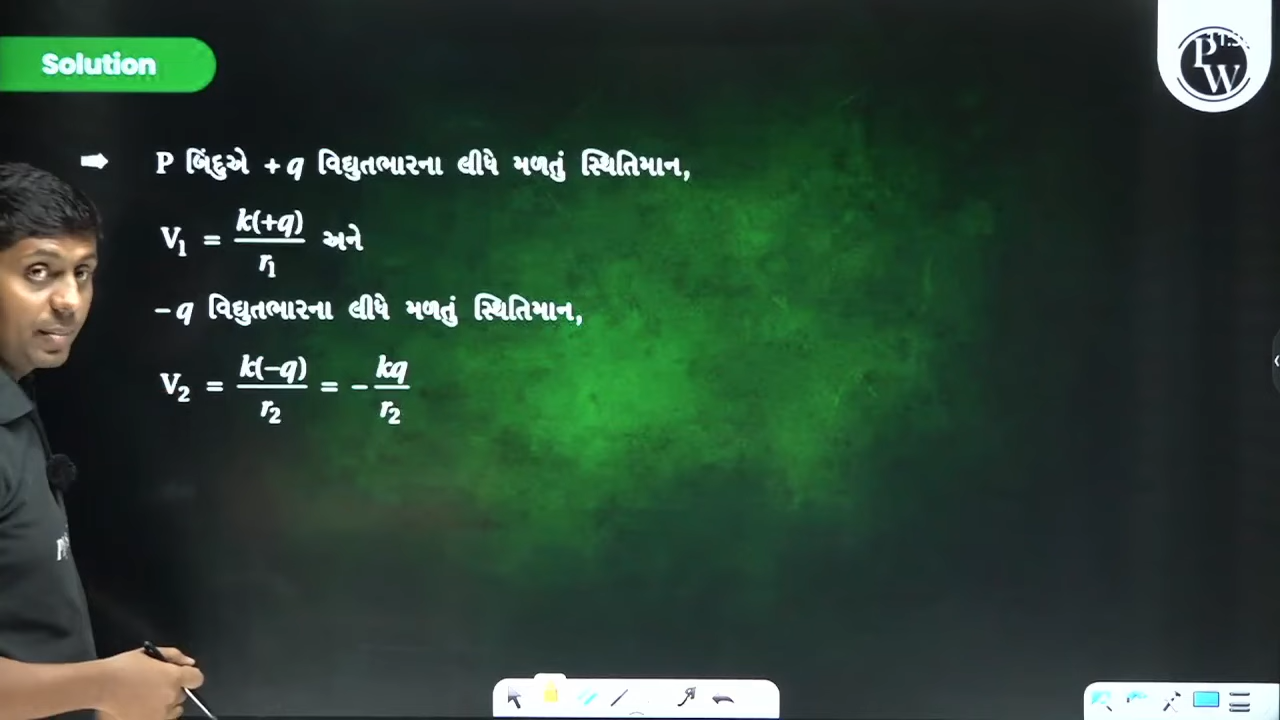 Solution
PW
P બિંદુએ +q વિદ્યુતભારના લીધે મળતું સ્થિતિમાન,
V₁ = k(+q)/r₁ અને
−q વિદ્યુતભારના લીધે મળતું સ્થિતિમાન,
V₂ = k(−q)/r₂ = − kq/r₂